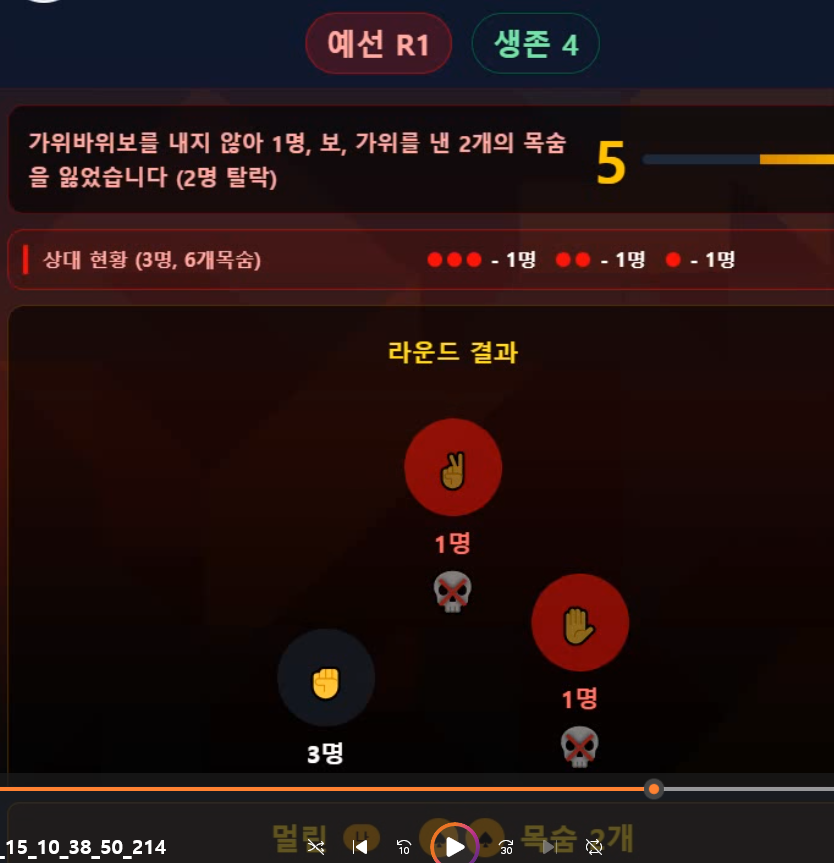 예선 R1
생존 4
가위바위보를 내지 않아 1명, 보, 가위를 낸 2개의 목숨
을 잃었습니다 (2명 탈락)
5
상대 현황 (3명, 6개목숨)
- 1명
- 1명
- 1명
라운드 결과
1명
1명
3명
멀린
목숨 2개
_15_10_38_50_214
10
30